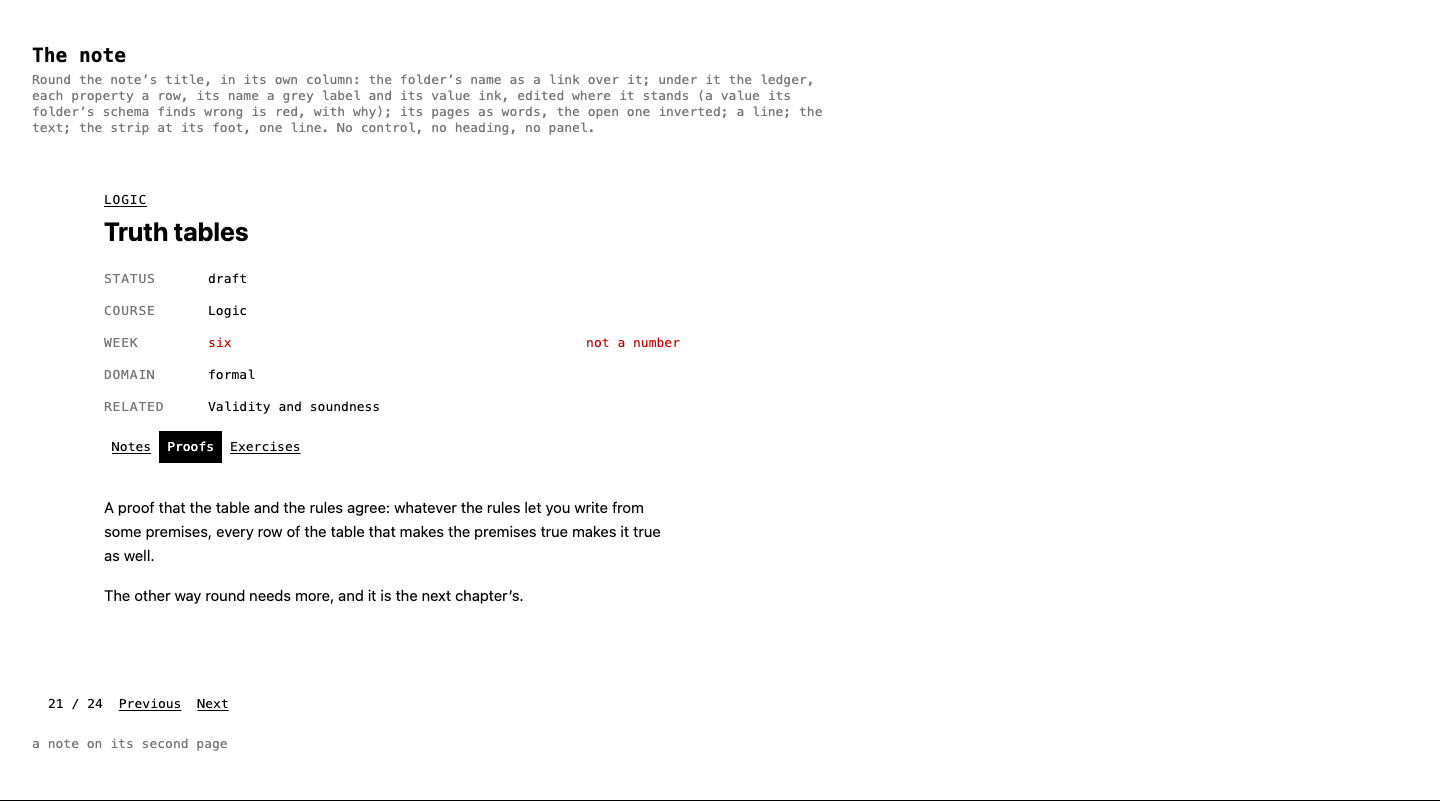 The note
Round the note’s title, in its own column: the folder’s name as a link over it; under it the ledger,
each property a row, its name a grey label and its value ink, edited where it stands (a value its
folder’s schema finds wrong is red, with why); its pages as words, the open one inverted; a line; the
text; the strip at its foot, one line. No control, no heading, no panel.
LOGIC
Truth tables
STATUS draft
COURSE Logic
WEEK six not a number
DOMAIN formal
RELATED Validity and soundness
Notes Proofs Exercises
A proof that the table and the rules agree: whatever the rules let you write from
some premises, every row of the table that makes the premises true makes it true
as well.
The other way round needs more, and it is the next chapter’s.
21 / 24 Previous Next
a note on its second page